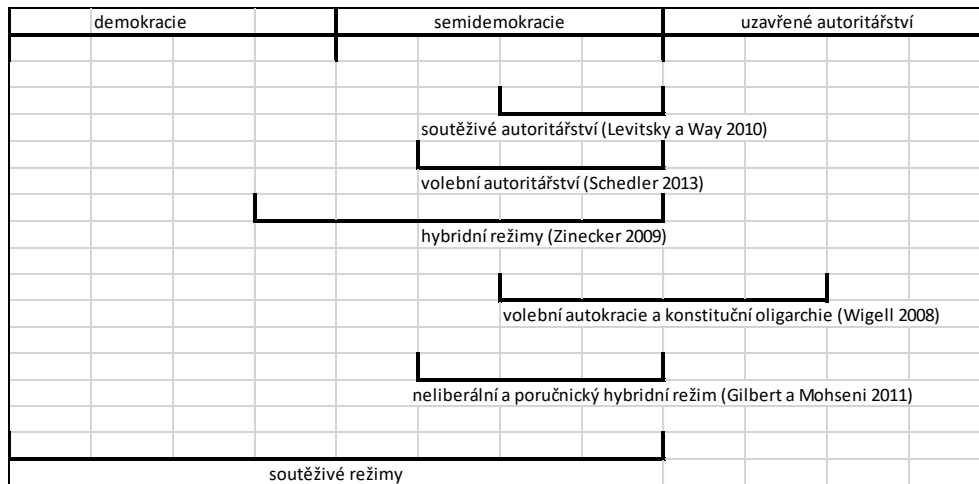 demokracie semidemokracie uzavřené autoritářství
soutěživé autoritářství (Levitsky a Way 2010)
volební autoritářství (Schedler 2013)
hybridní režimy (Zinecker 2009)
volební autokracie a konstituční oligarchie (Wigell 2008)
neliberální a poručnický hybridní režim (Gilbert a Mohseni 2011)
soutěživé režimy